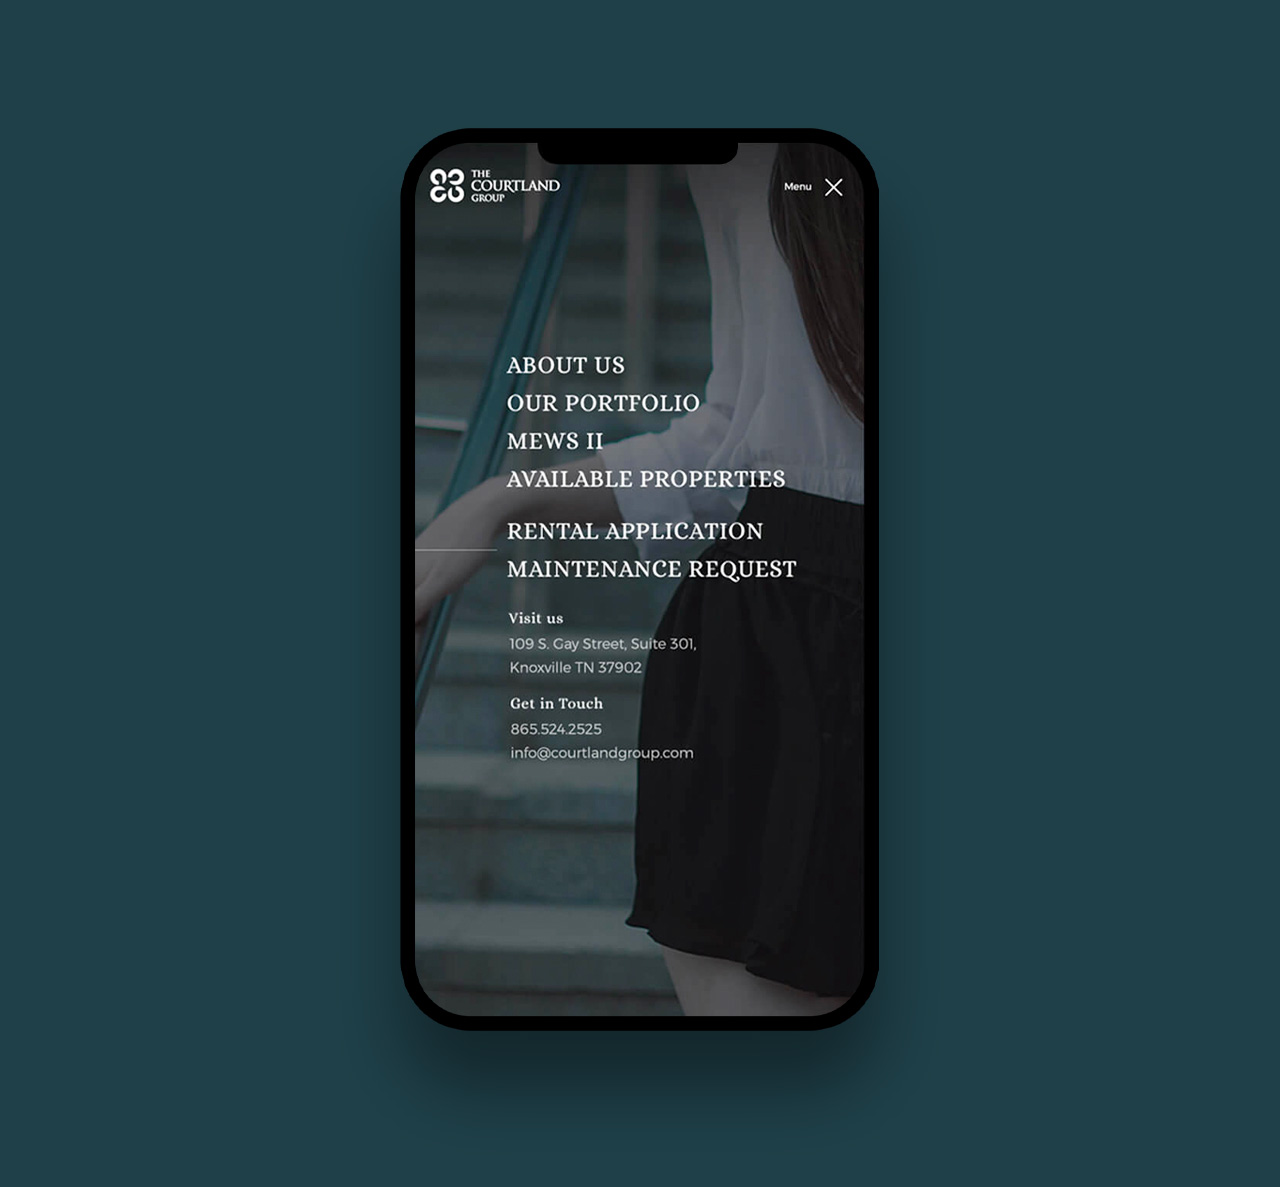 THE
COURTLAND
GROUP
Menu
ABOUT US
OUR PORTFOLIO
MEWS II
AVAILABLE PROPERTIES
RENTAL APPLICATION
MAINTENANCE REQUEST
Visit us
109 S. Gay Street, Suite 301,
Knoxville TN 37902
Get in Touch
865.524.2525
info@courtlandgroup.com